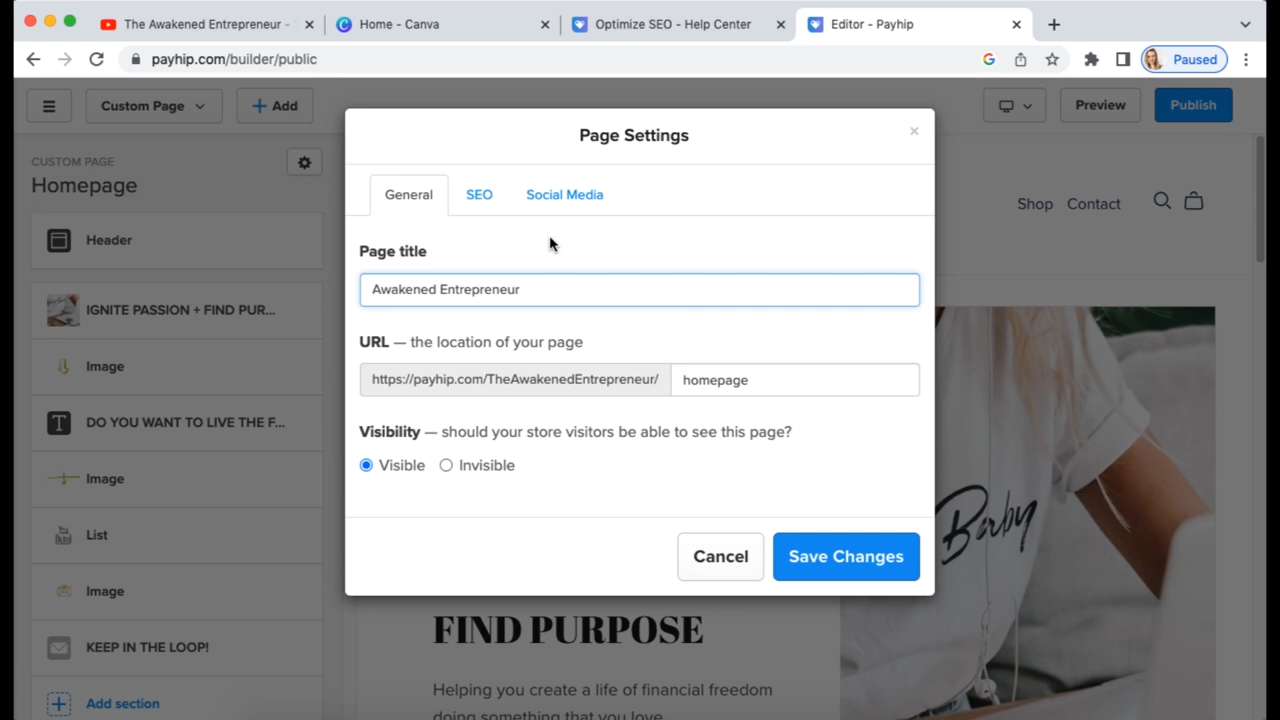 The Awakened Entrepreneur -
Home - Canva
Optimize SEO - Help Center
Editor - Payhip
payhip.com/builder/public
Paused
Custom Page
+ Add
Preview
Publish
CUSTOM PAGE
Homepage
Header
IGNITE PASSION + FIND PUR...
Image
DO YOU WANT TO LIVE THE F...
Image
List
Image
KEEP IN THE LOOP!
Add section
Page Settings
General
SEO
Social Media
Page title
Awakened Entrepreneur
URL — the location of your page
https://payhip.com/TheAwakenedEntrepreneur/ homepage
Visibility — should your store visitors be able to see this page?
Visible Invisible
Cancel
Save Changes
Shop Contact
Barby
FIND PURPOSE
Helping you create a life of financial freedom
doing something that you love